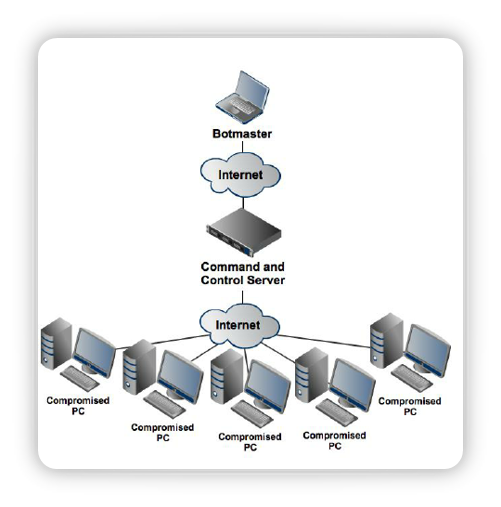 Botmaster
Internet
Command and
Control Server
Internet
Compromised
PC
Compromised
PC
Compromised
PC
Compromised
PC
Compromised
PC